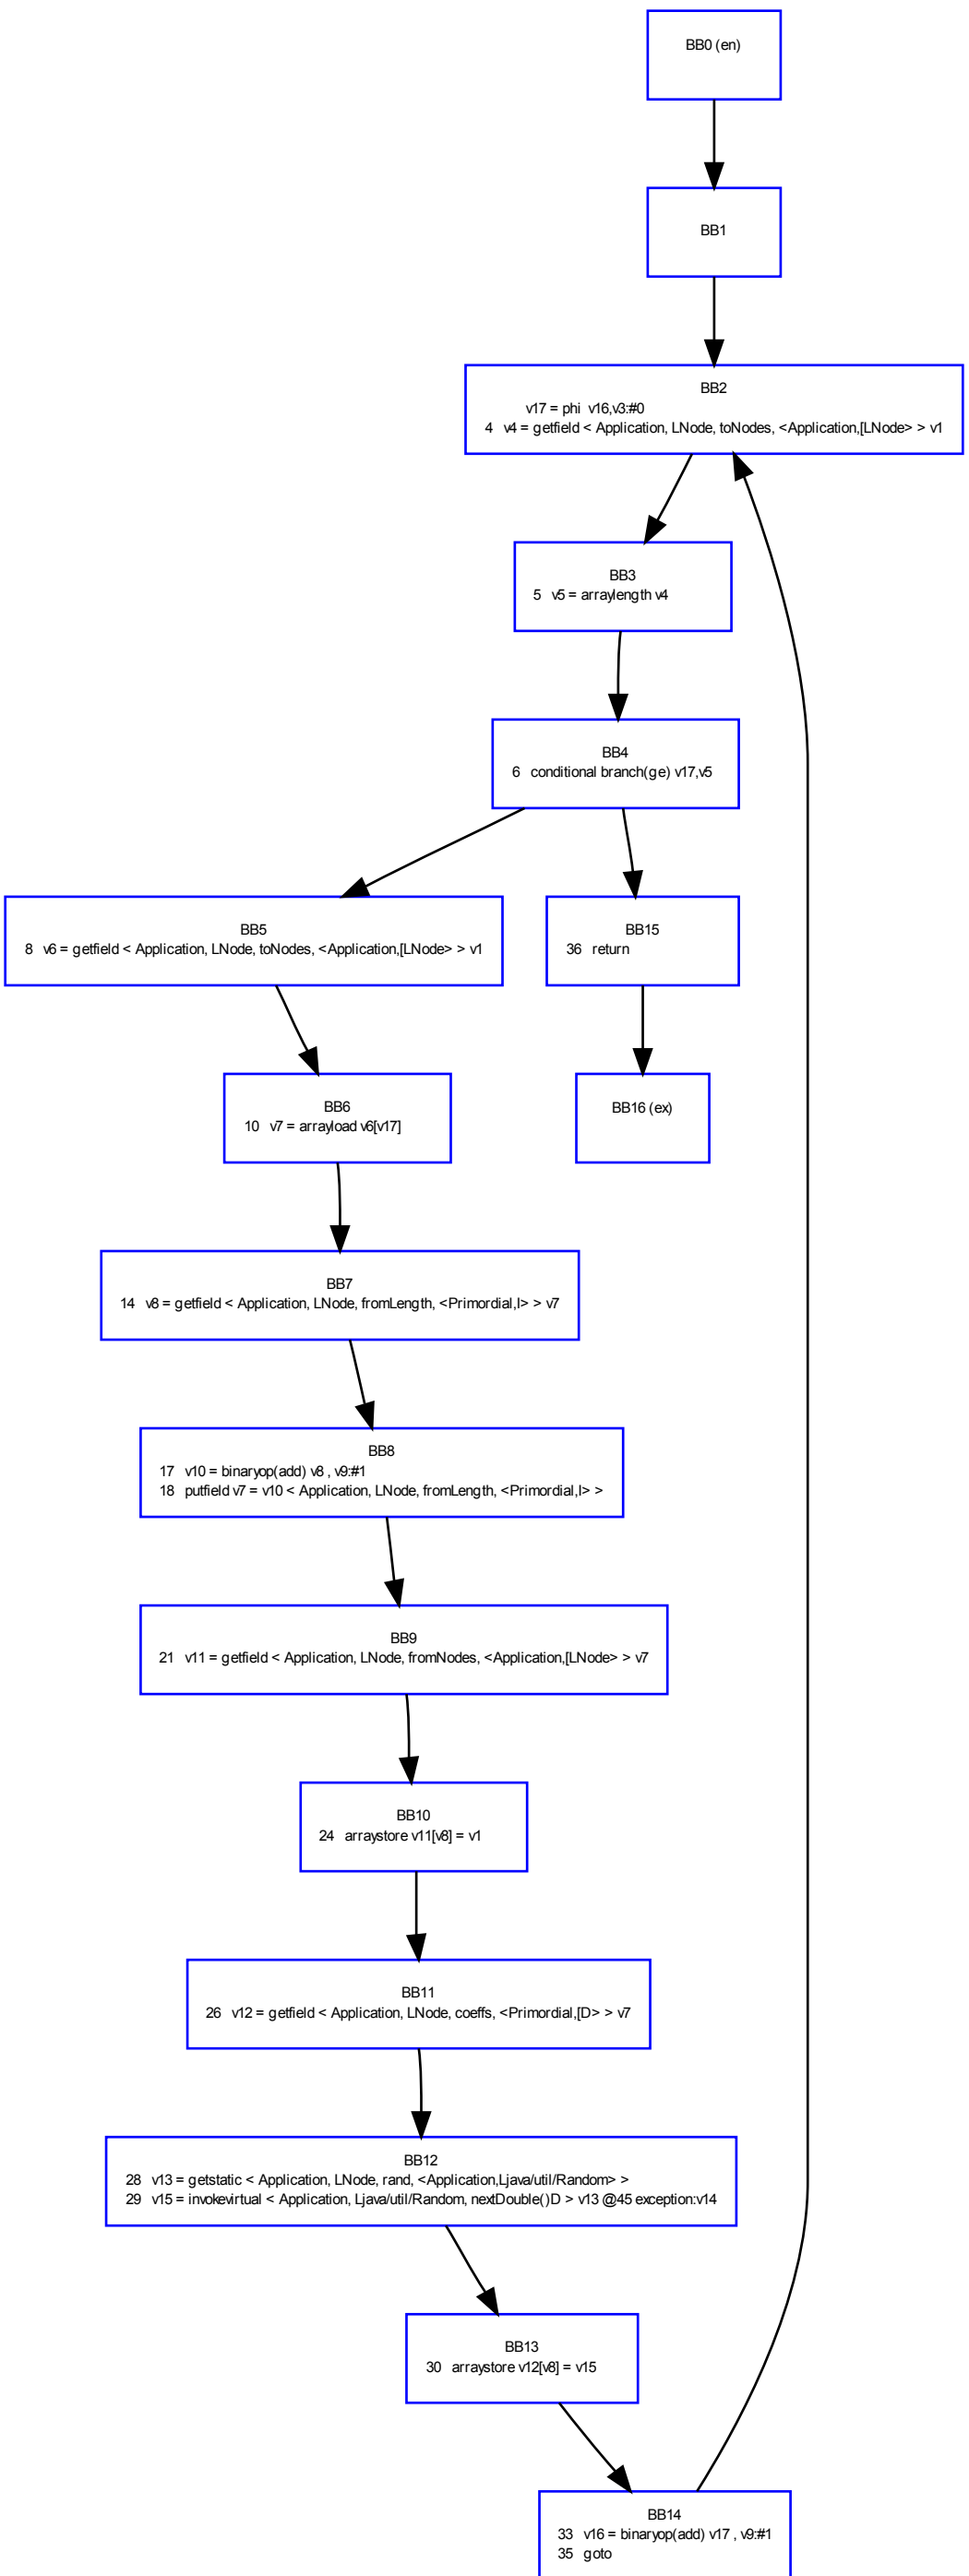 BB0 (en)
BB1
BB2
v17 = phi v16,v3:#0
4 v4 = getfield < Application, LNode, toNodes, <Application,[LNode> > v1
BB3
5 v5 = arraylength v4
BB4
6 conditional branch(ge) v17,v5
BB5
8 v6 = getfield < Application, LNode, toNodes, <Application,[LNode> > v1
BB15
36 return
BB6
10 v7 = arrayload v6[v17]
BB16 (ex)
BB7
14 v8 = getfield < Application, LNode, fromLength, <Primordial,I> > v7
BB8
17 v10 = binaryop(add) v8 , v9:#1
18 putfield v7 = v10 < Application, LNode, fromLength, <Primordial,I> >
BB9
21 v11 = getfield < Application, LNode, fromNodes, <Application,[LNode> > v7
BB10
24 arraystore v11[v8] = v1
BB11
26 v12 = getfield < Application, LNode, coeffs, <Primordial,[D> > v7
BB12
28 v13 = getstatic < Application, LNode, rand, <Application,Ljava/util/Random> >
29 v15 = invokevirtual < Application, Ljava/util/Random, nextDouble()D > v13 @45 exception:v14
BB13
30 arraystore v12[v8] = v15
BB14
33 v16 = binaryop(add) v17 , v9:#1
35 goto